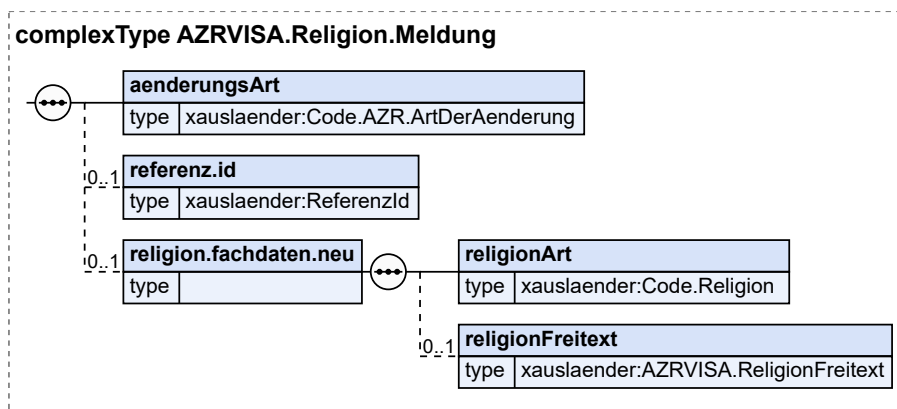 complexType AZRVISA.Religion.Meldung
aenderungsArt
type xauslaender:Code.AZR.ArtDerAenderung
0..1 referenz.id
type xauslaender:ReferenzId
0..1 religion.fachdaten.neu
type
religionArt
type xauslaender:Code.Religion
0..1 religionFreitext
type xauslaender:AZRVISA.ReligionFreitext